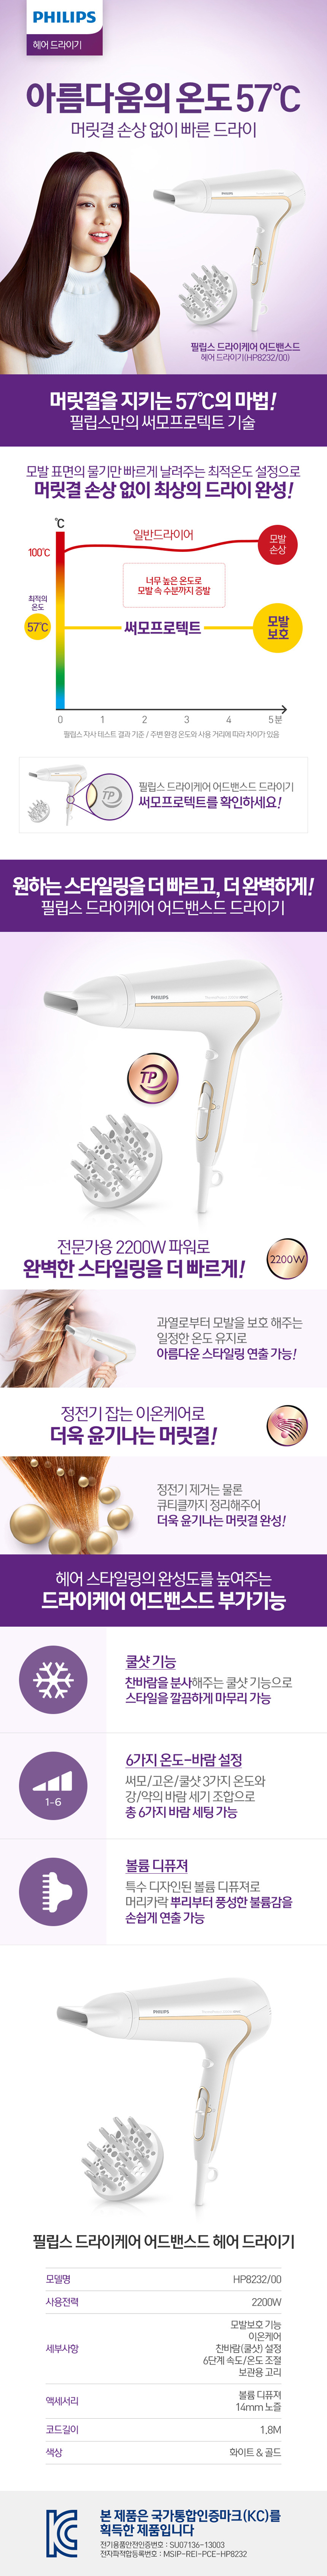 PHILIPS
헤어 드라이기
아름다움의 온도 57℃
머릿결 손상 없이 빠른 드라이
PHILIPS
필립스 드라이케어 어드밴스드
헤어 드라이기(HP8232/00)
머릿결을 지키는 57℃의 마법!
필립스만의 써모프로텍트 기술
모발 표면의 물기만 빠르게 날려주는 최적온도 설정으로
머릿결 손상 없이 최상의 드라이 완성!
℃
일반드라이어
모발
손상
100℃
너무 높은 온도로
모발 속 수분까지 증발
최적의
온도
57℃
써모프로텍트
모발
보호
0 1 2 3 4 5분
필립스 자사 테스트 결과 기준 / 주변 환경 온도와 사용 거리에 따라 차이가 있음
TP
필립스 드라이케어 어드밴스드 드라이기
써모프로텍트를 확인하세요!
원하는 스타일링을 더 빠르고, 더 완벽하게!
필립스 드라이케어 어드밴스드 드라이기
PHILIPS
TP
전문가용 2200W 파워로
완벽한 스타일링을 더 빠르게!
2200W
과열로부터 모발을 보호 해주는
일정한 온도 유지로
아름다운 스타일링 연출 가능!
정전기 잡는 이온케어로
더욱 윤기나는 머릿결!
정전기 제거는 물론
큐티클까지 정리해주어
더욱 윤기나는 머릿결 완성!
헤어 스타일링의 완성도를 높여주는
드라이케어 어드밴스드 부가기능
쿨샷 기능
찬바람을 분사해주는 쿨샷 기능으로
스타일을 깔끔하게 마무리 가능
1-6
6가지 온도-바람 설정
써모/고온/쿨샷 3가지 온도와
강/약의 바람 세기 조합으로
총 6가지 바람 세팅 가능
볼륨 디퓨져
특수 디자인된 볼륨 디퓨져로
머리카락 뿌리부터 풍성한 볼륨감을
손쉽게 연출 가능
PHILIPS
필립스 드라이케어 어드밴스드 헤어 드라이기
모델명 HP8232/00
사용전력 2200W
세부사항 모발보호 기능
이온케어
찬바람(쿨샷) 설정
6단계 속도/온도 조절
보관용 고리
액세서리 볼륨 디퓨져
14mm 노즐
코드길이 1.8M
색상 화이트 & 골드
본 제품은 국가통합인증마크(KC)를
획득한 제품입니다
전기용품안전인증번호 : SU07136-13003
전자파적합등록번호 : MSIP-REI-PCE-HP8232